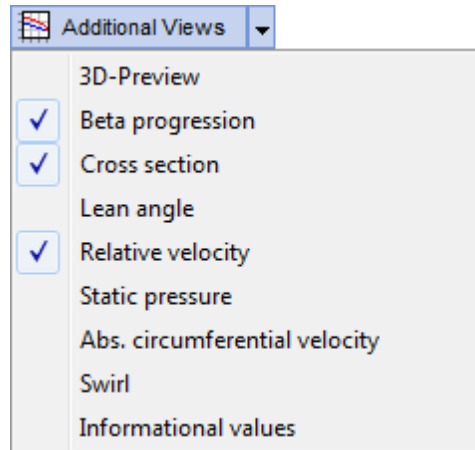 Additional Views
3D-Preview
Beta progression
Cross section
Lean angle
Relative velocity
Static pressure
Abs. circumferential velocity
Swirl
Informational values